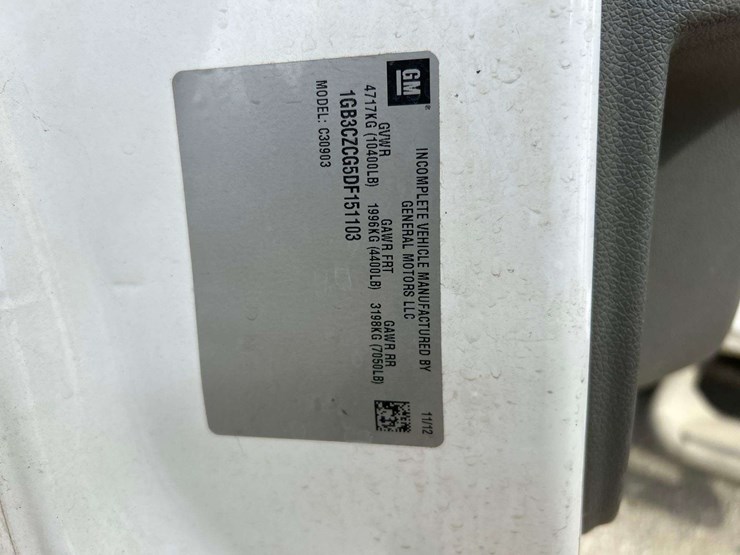 GM
INCOMPLETE VEHICLE MANUFACTURED BY
GENERAL MOTORS LLC
11/12
GVWR GAWR FRT GAWR RR
4717KG (10400LB) 1996KG (4400LB) 3198KG (7050LB)
1GB3CZCG5DF151103
MODEL: C30903